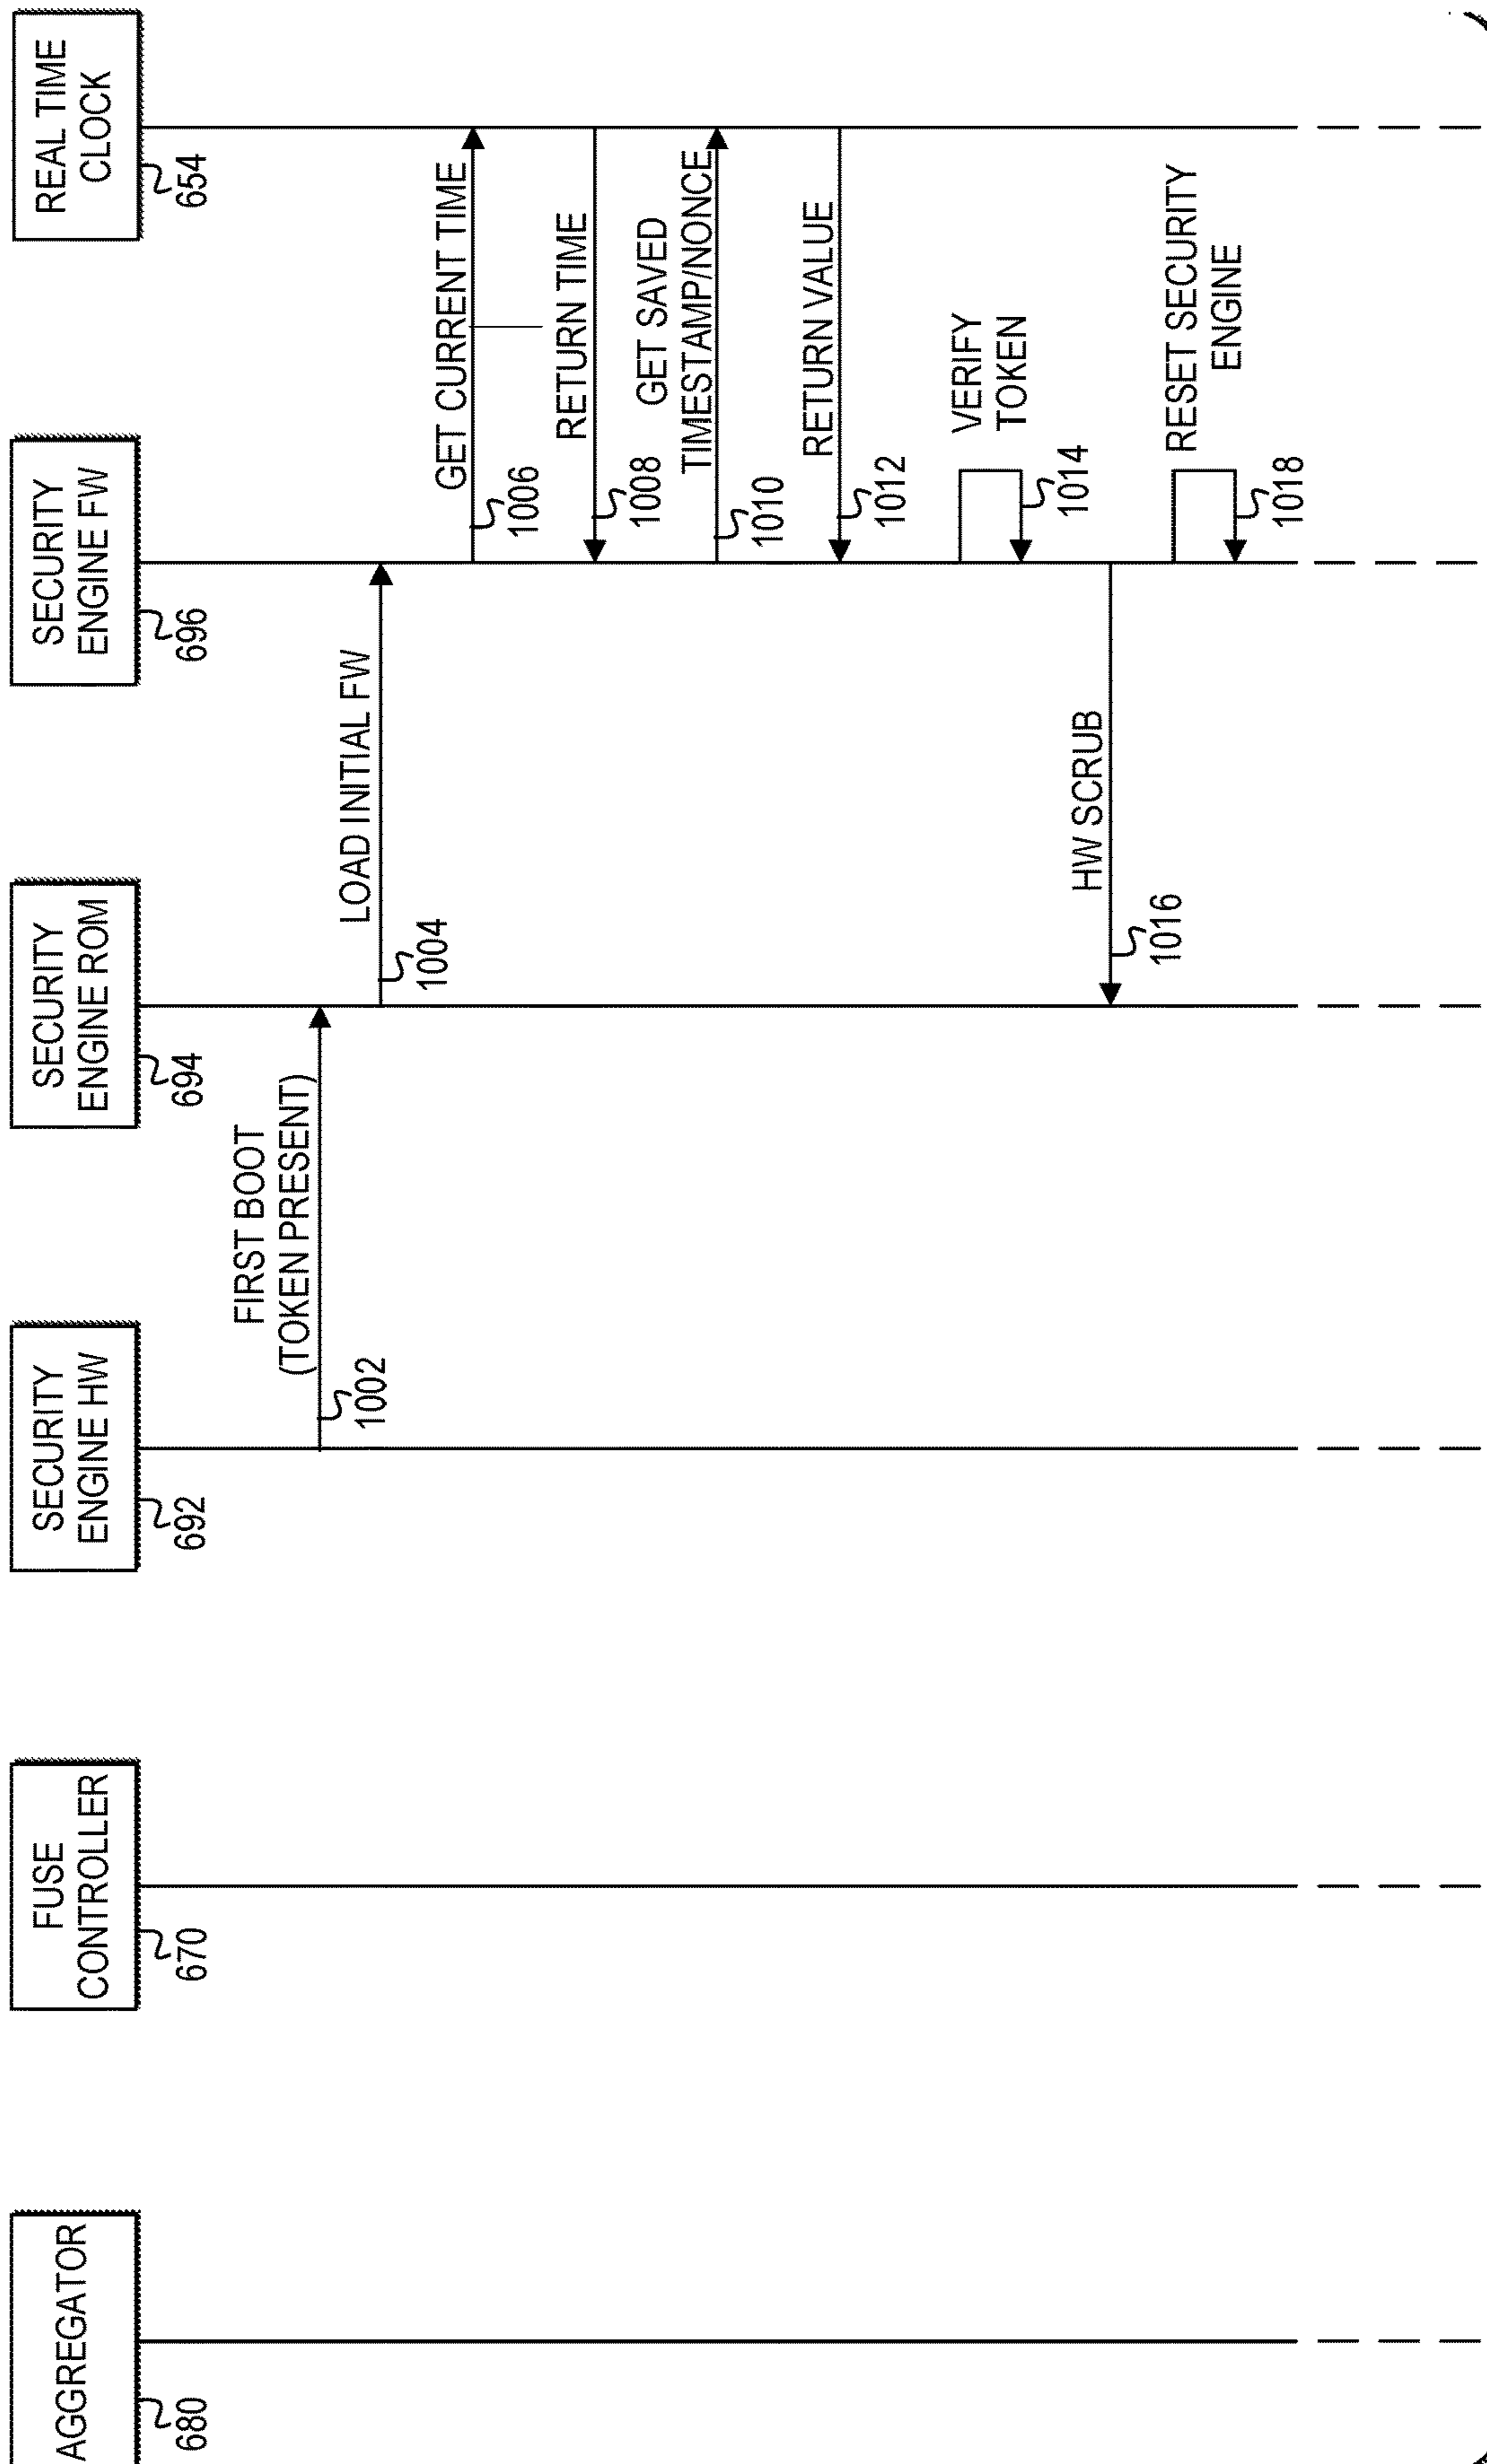 AGGREGATOR
680
FUSE
CONTROLLER
670
SECURITY
ENGINE HW
692
SECURITY
ENGINE ROM
694
SECURITY
ENGINE FW
696
REAL TIME
CLOCK
654
FIRST BOOT
(TOKEN PRESENT)
1002
LOAD INITIAL FW
1004
GET CURRENT TIME
1006
RETURN TIME
1008
GET SAVED
TIMESTAMP/NONCE
1010
RETURN VALUE
1012
VERIFY
TOKEN
1014
HW SCRUB
1016
RESET SECURITY
ENGINE
1018